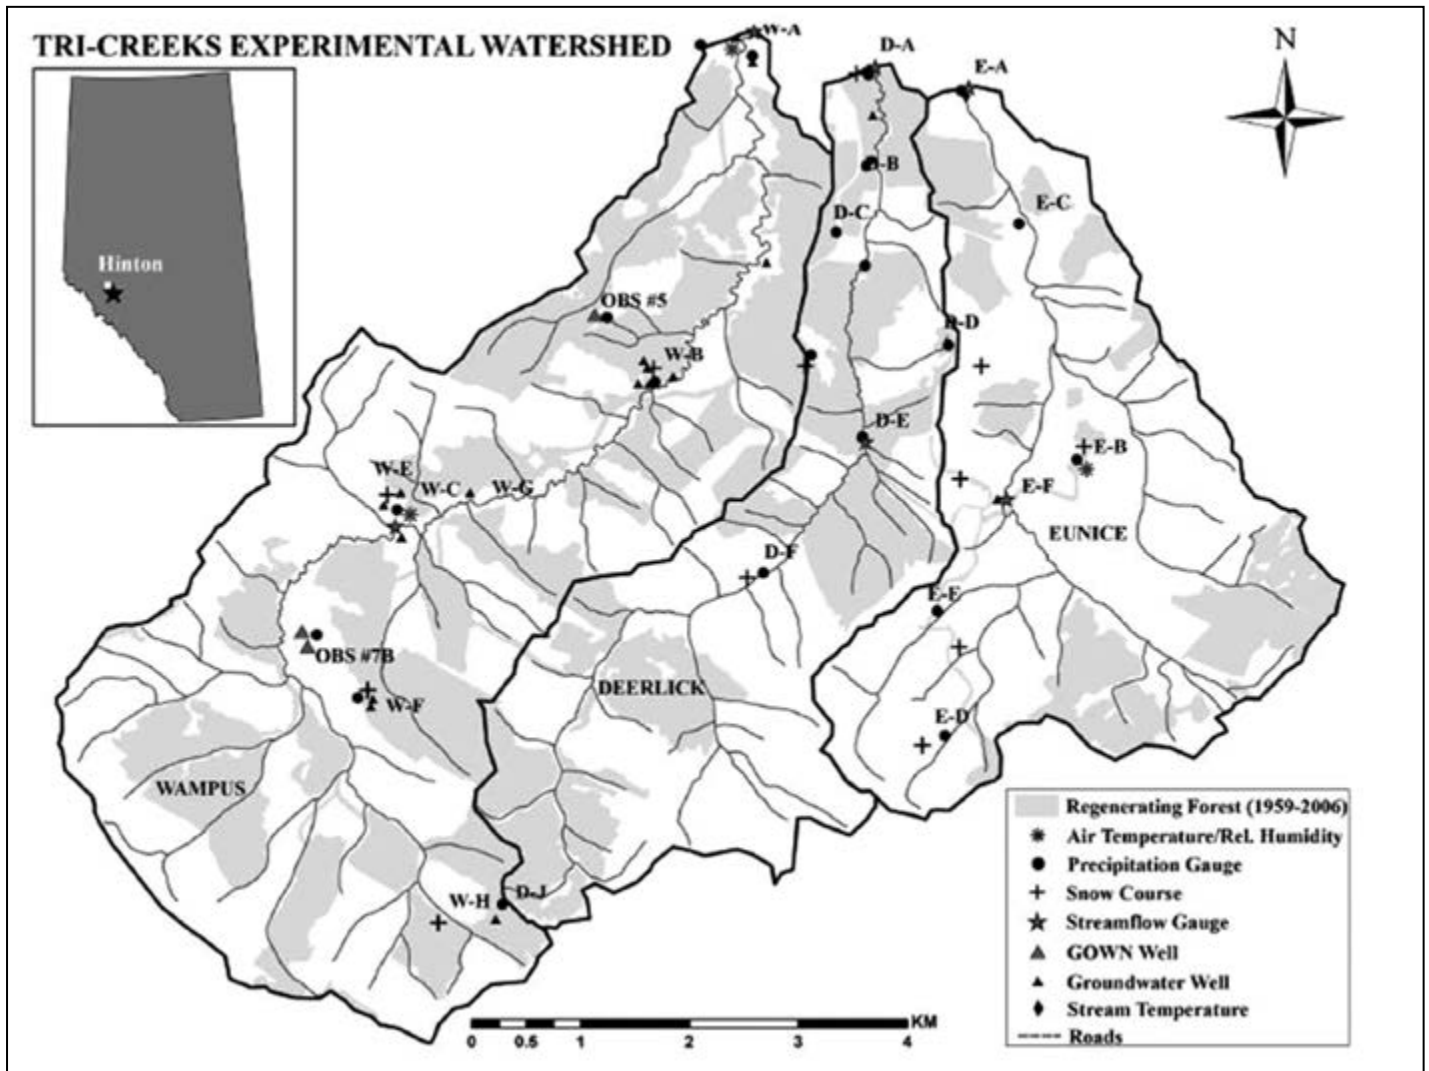 TRI-CREEKS EXPERIMENTAL WATERSHED
W-A
D-A
E-A
N
D-B
E-C
D-C
Hinton
OBS #5
D-D
W-B
D-E
E-B
W-E
W-C
W-G
E-F
EUNICE
D-F
E-E
OBS #7B
DEERLICK
W-F
E-D
WAMPUS
W-H
D-J
Regenerating Forest (1959-2006)
Air Temperature/Rel. Humidity
Precipitation Gauge
Snow Course
Streamflow Gauge
GOWN Well
Groundwater Well
Stream Temperature
Roads
KM
0 0.5 1 2 3 4